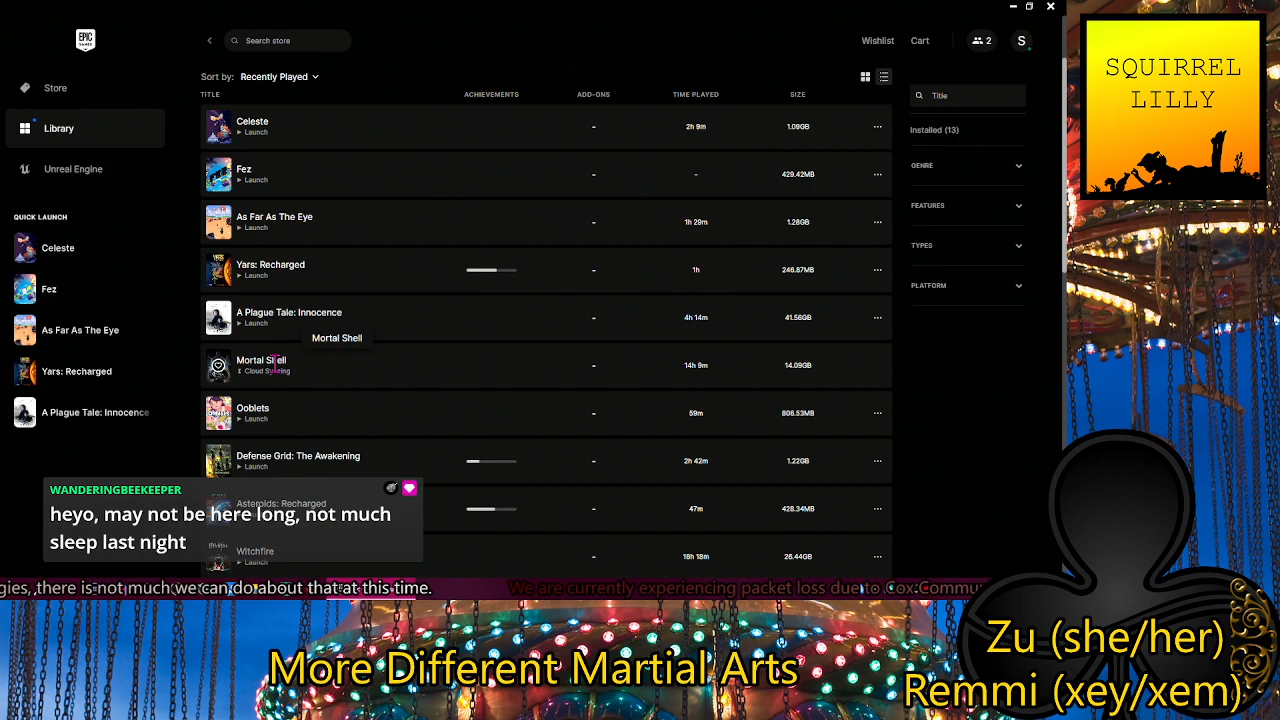 EPIC
GAMES
Search store
Wishlist
Cart
2
S
Store
Library
Unreal Engine
QUICK LAUNCH
Celeste
Fez
As Far As The Eye
Yars: Recharged
A Plague Tale: Innocence
Sort by: Recently Played
TITLE ACHIEVEMENTS ADD-ONS TIME PLAYED SIZE
Celeste
Launch
- 2h 9m 1.09GB
Fez
Launch
- - 429.42MB
As Far As The Eye
Launch
- 1h 29m 1.28GB
Yars: Recharged
Launch
- 1h 246.87MB
A Plague Tale: Innocence
Launch
- 4h 14m 41.56GB
Mortal Shell
Mortal Shell
Cloud Syncing
- 14h 9m 14.09GB
Ooblets
Launch
- 59m 806.53MB
Defense Grid: The Awakening
Launch
- 2h 42m 1.22GB
Asteroids: Recharged
- 47m 428.34MB
Witchfire
Launch
- 18h 18m 26.44GB
Title
Installed (13)
GENRE
FEATURES
TYPES
PLATFORM
SQUIRREL
LILLY
WANDERINGBEEKEEPER
heyo, may not be here long, not much
sleep last night
gies, there is not much we can do about that at this time. We are currently experiencing packet loss due to Cox Commu
More Different Martial Arts
Zu (she/her)
Remmi (xey/xem)